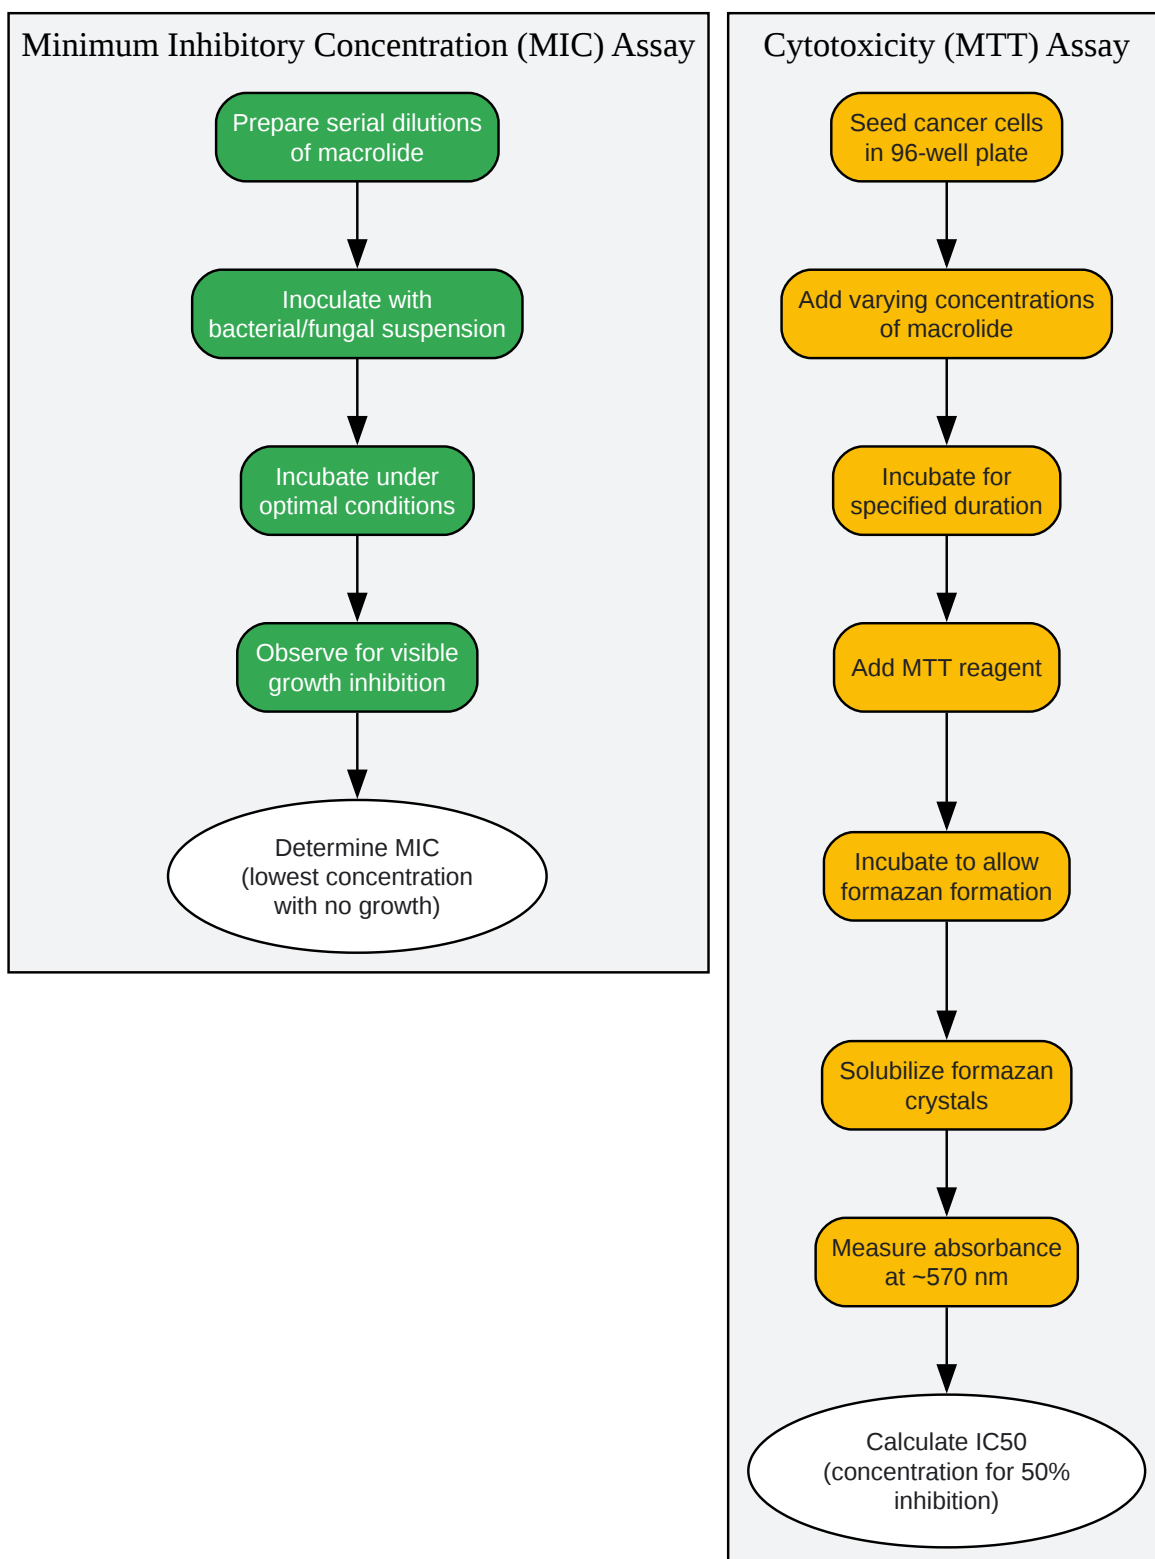 Minimum Inhibitory Concentration (MIC) Assay
Prepare serial dilutions
of macrolide
Inoculate with
bacterial/fungal suspension
Incubate under
optimal conditions
Observe for visible
growth inhibition
Determine MIC
(lowest concentration
with no growth)
Cytotoxicity (MTT) Assay
Seed cancer cells
in 96-well plate
Add varying concentrations
of macrolide
Incubate for
specified duration
Add MTT reagent
Incubate to allow
formazan formation
Solubilize formazan
crystals
Measure absorbance
at ~570 nm
Calculate IC50
(concentration for 50%
inhibition)